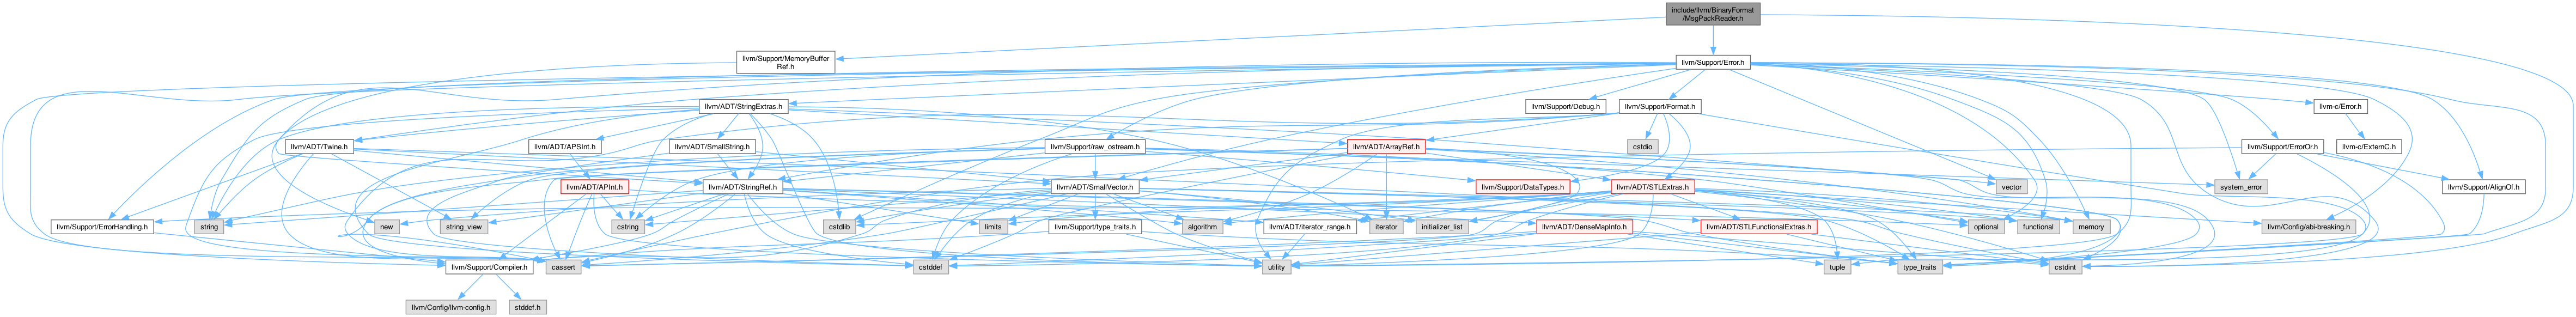 include/llvm/BinaryFormat
/MsgPackReader.h
llvm/Support/MemoryBuffer
Ref.h
llvm/Support/Error.h
llvm/ADT/StringExtras.h
llvm/Support/Debug.h
llvm/Support/Format.h
llvm-c/Error.h
llvm/ADT/Twine.h
llvm/ADT/APSInt.h
llvm/ADT/SmallString.h
llvm/Support/raw_ostream.h
cstdio
llvm/ADT/ArrayRef.h
llvm/Support/ErrorOr.h
llvm-c/ExternC.h
llvm/ADT/APInt.h
llvm/ADT/StringRef.h
llvm/ADT/SmallVector.h
llvm/Support/DataTypes.h
llvm/ADT/STLExtras.h
vector
system_error
llvm/Support/AlignOf.h
llvm/Support/ErrorHandling.h
string
new
string_view
cstring
cstdlib
limits
llvm/Support/type_traits.h
algorithm
llvm/ADT/iterator_range.h
iterator
initializer_list
llvm/ADT/DenseMapInfo.h
llvm/ADT/STLFunctionalExtras.h
optional
functional
memory
llvm/Config/abi-breaking.h
llvm/Support/Compiler.h
cassert
cstddef
utility
tuple
type_traits
cstdint
llvm/Config/llvm-config.h
stddef.h